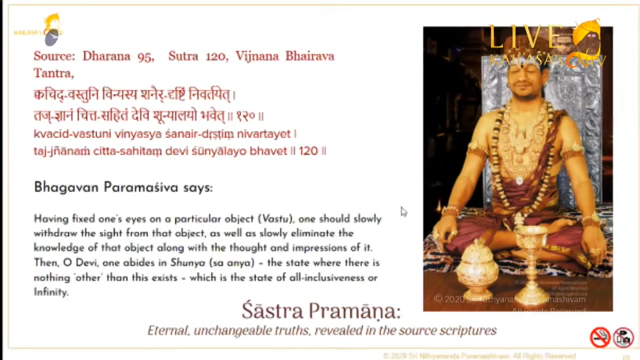 LIVE
Source: Dharana 95, Sutra 120, Vijnana Bhairava
Tantra,
क्वचिद्-वस्तुनि विन्यस्य शनैर्-दृष्टिं निवर्तयेत् ।
तज्-ज्ञानं चित्त-सहितं देवि शून्यालयो भवेत् ॥ १२० ॥
kvacid-vastuni vinyasya śanair-dṛṣṭiṃ nivartayet |
taj-jñānaṁ citta-sahitaṃ devi śūnyālayo bhavet || 120 ||
Bhagavan Paramaśiva says:
Having fixed one's eyes on a particular object (Vastu), one should slowly
withdraw the sight from that object, as well as slowly eliminate the
knowledge of that object along with the thought and impressions of it.
Then, O Devi, one abides in Shunya (sa anya) – the state where there is
nothing 'other' than this exists – which is the state of all-inclusiveness or
Infinity.
Śāstra Pramāṇa:
Eternal, unchangeable truths, revealed in the source scriptures
© 2020 Sri Nithyananda Paramashivam. All Rights Reserved